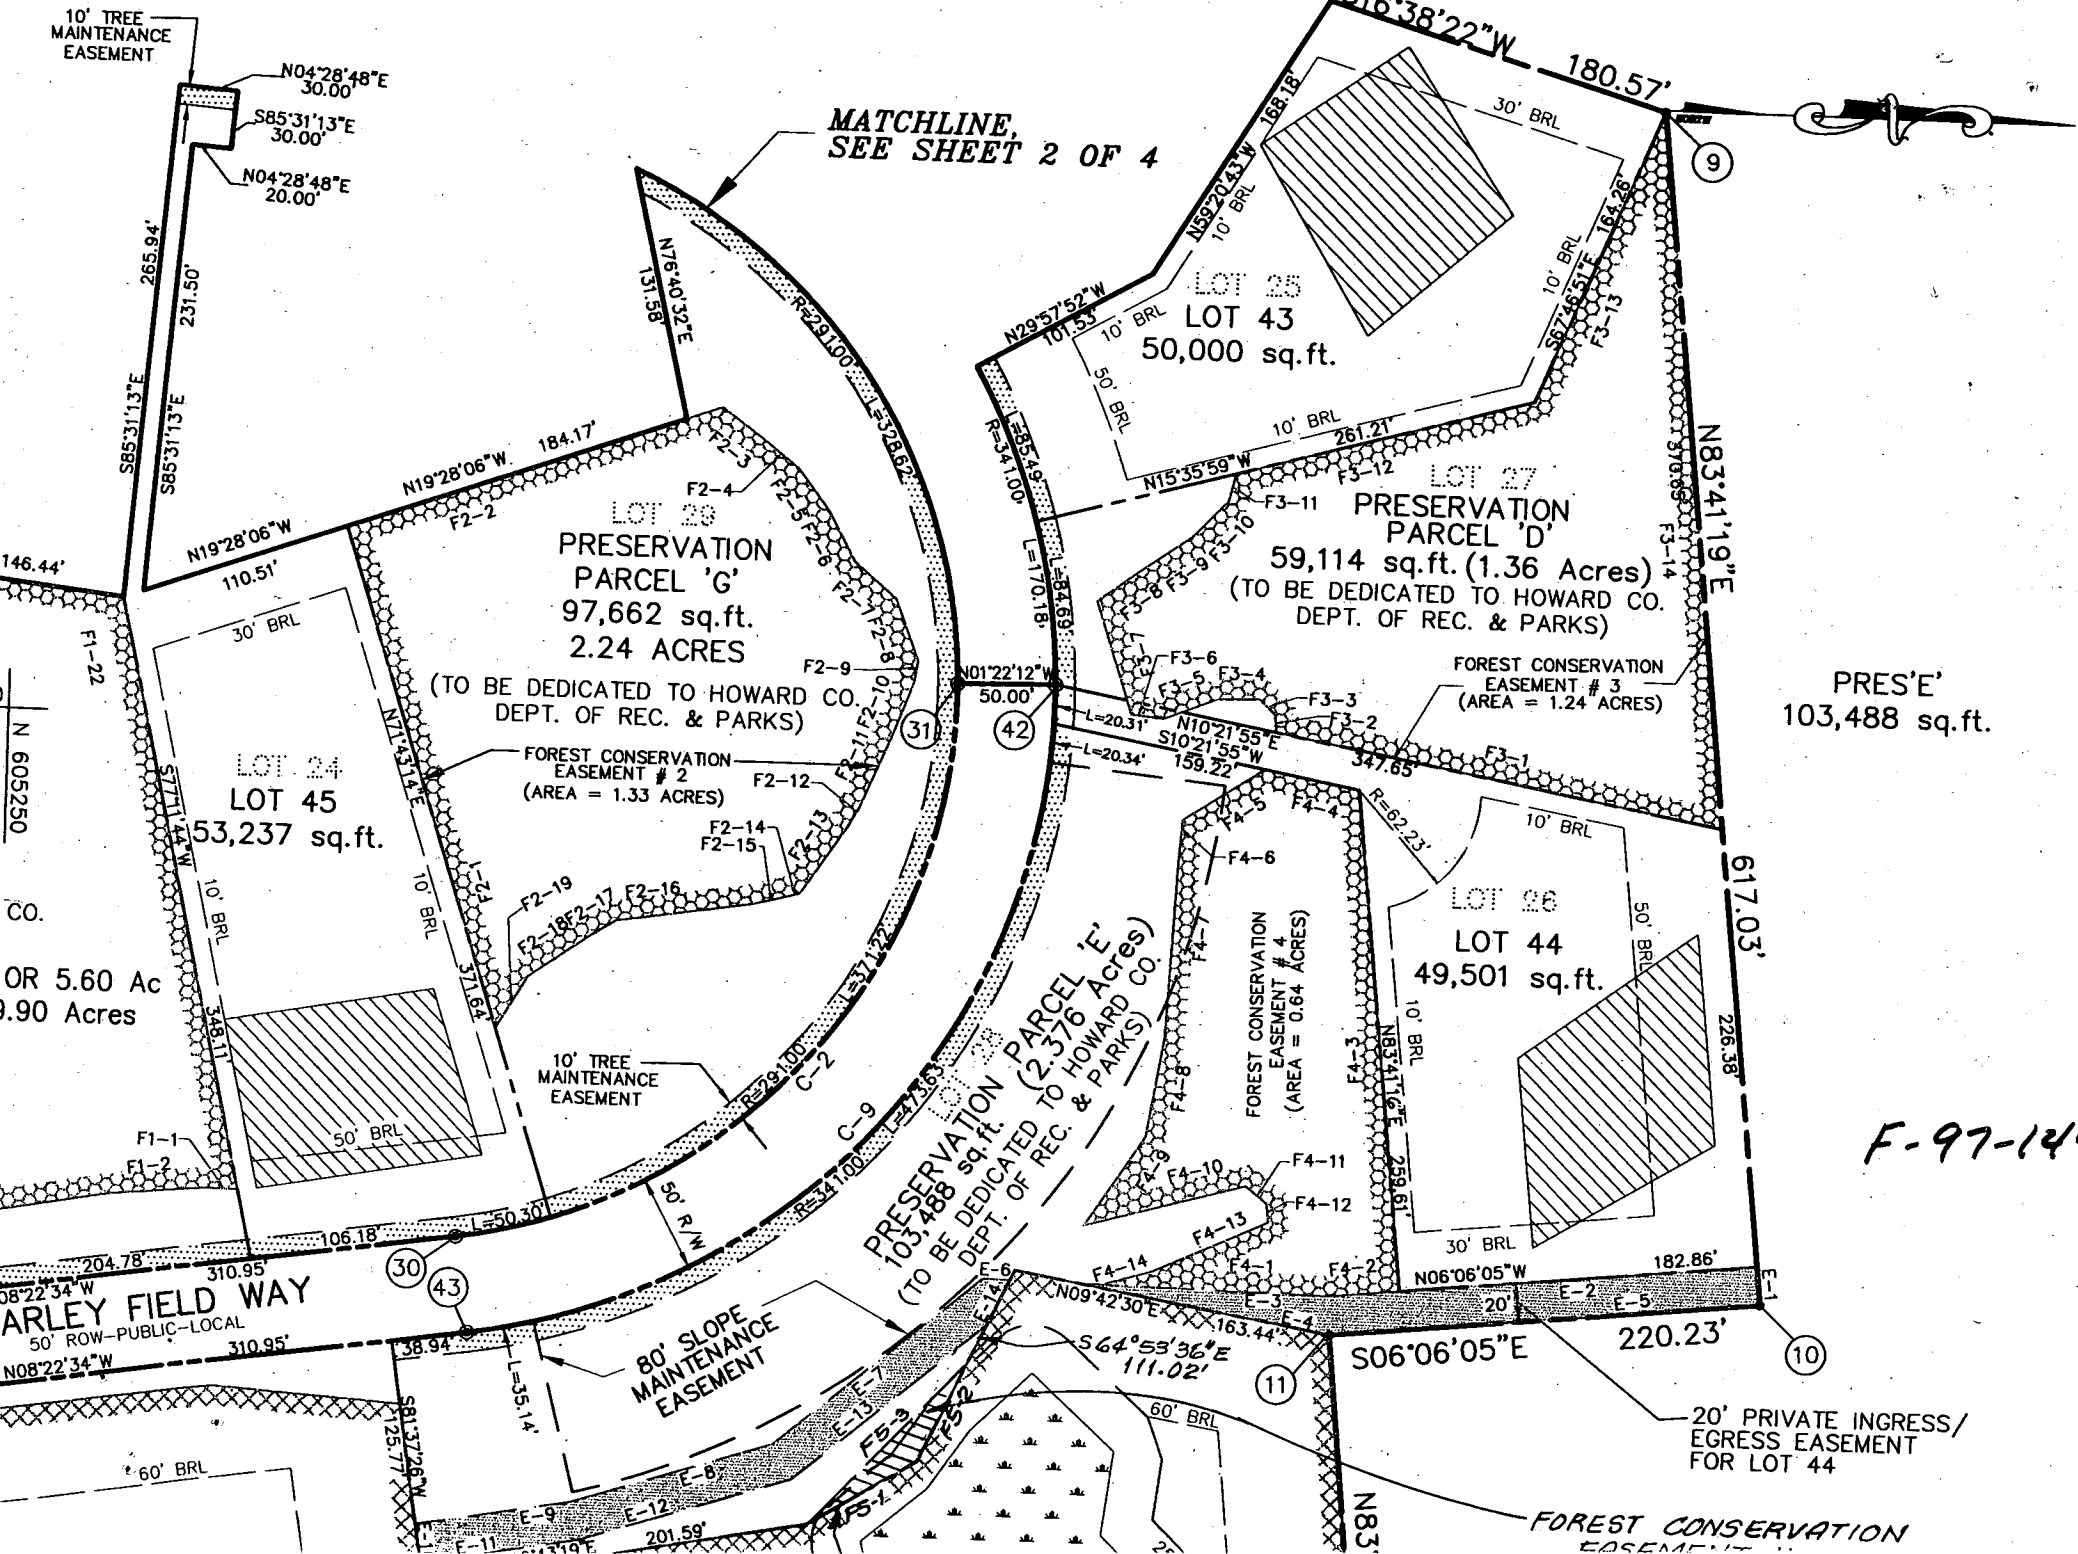 10' TREE
MAINTENANCE
EASEMENT
N04°28'48"E
30.00'
S85°31'13"E
30.00'
N04°28'48"E
20.00'
265.94'
231.50'
S85°31'13"E
S85°31'13"E
MATCHLINE,
SEE SHEET 2 OF 4
S16°38'22"W
180.57'
9
168.18'
N59°20'43"W
10' BRL
30' BRL
164.26'
10' BRL
S67°46'51"E
F3-13
N29°57'52"W
101.53'
10' BRL
50' BRL
LOT 25
LOT 43
50,000 sq.ft.
10' BRL
261.21'
N15°35'59"W
F3-12
N76°40'32"E
131.58'
R=291.00'
L=328.62'
L=85.49'
R=341.00'
L=170.18'
L=84.69'
N83°41'19"E
370.65'
F3-14
617.03'
LOT 27
PRESERVATION
PARCEL 'D'
59,114 sq.ft. (1.36 Acres)
(TO BE DEDICATED TO HOWARD CO.
DEPT. OF REC. & PARKS)
F3-11
F3-10
F3-9
F3-8
F3-7
F3-6
F3-5
F3-4
F3-3
F3-2
F3-1
FOREST CONSERVATION
EASEMENT # 3
(AREA = 1.24 ACRES)
PRES'E'
103,488 sq.ft.
N19°28'06"W
184.17'
N19°28'06"W
110.51'
146.44'
F2-2
F2-3
F2-4
F2-5
F2-6
F2-7
F2-8
F2-9
F2-10
F2-11
F2-12
F2-13
F2-14
F2-15
F2-16
F2-17
F2-18
F2-19
F2-1
LOT 29
PRESERVATION
PARCEL 'G'
97,662 sq.ft.
2.24 ACRES
(TO BE DEDICATED TO HOWARD CO.
DEPT. OF REC. & PARKS)
FOREST CONSERVATION
EASEMENT # 2
(AREA = 1.33 ACRES)
N01°22'12"W
50.00'
31
42
L=20.31'
L=20.34'
N10°21'55"E
S10°21'55"W
159.22'
347.65'
R=62.23'
F1-22
N 605250
30' BRL
LOT 24
LOT 45
53,237 sq.ft.
N71°43'14"E
371.64'
S77°11'44"W
348.11'
10' BRL
10' BRL
50' BRL
F1-1
F1-2
CO.
OR 5.60 Ac
9.90 Acres
10' TREE
MAINTENANCE
EASEMENT
L=371.22'
R=291.00'
C-2
C-9
L=473.63'
R=341.00'
50' R/W
LOT 28
PRESERVATION PARCEL 'E'
103,488 sq.ft. (2.376 Acres)
(TO BE DEDICATED TO HOWARD CO.
DEPT. OF REC. & PARKS)
F4-5
F4-4
F4-6
F4-7
F4-8
F4-9
F4-10
F4-11
F4-12
F4-13
F4-14
F4-1
F4-2
F4-3
FOREST CONSERVATION
EASEMENT # 4
(AREA = 0.64 ACRES)
N83°41'16"E
259.61'
10' BRL
LOT 26
LOT 44
49,501 sq.ft.
50' BRL
10' BRL
30' BRL
226.38'
F-97-14
N06°06'05"W
182.86'
E-1
E-2
E-5
20'
E-3
E-4
E-6
E-14
N09°42'30"E
163.44'
S06°06'05"E
220.23'
10
11
S64°53'36"E
111.02'
20' PRIVATE INGRESS/
EGRESS EASEMENT
FOR LOT 44
204.78'
106.18'
L=50.30'
30
43
08°22'34"W
310.95'
ARLEY FIELD WAY
50' ROW-PUBLIC-LOCAL
310.95'
N08°22'34"W
38.94'
L=35.14'
80' SLOPE
MAINTENANCE
EASEMENT
S81°37'26"W
125.77'
60' BRL
E-7
E-13
E-8
E-9
E-12
E-11
F5-3
F5-2
F5-1
201.59'
60' BRL
N83°
FOREST CONSERVATION